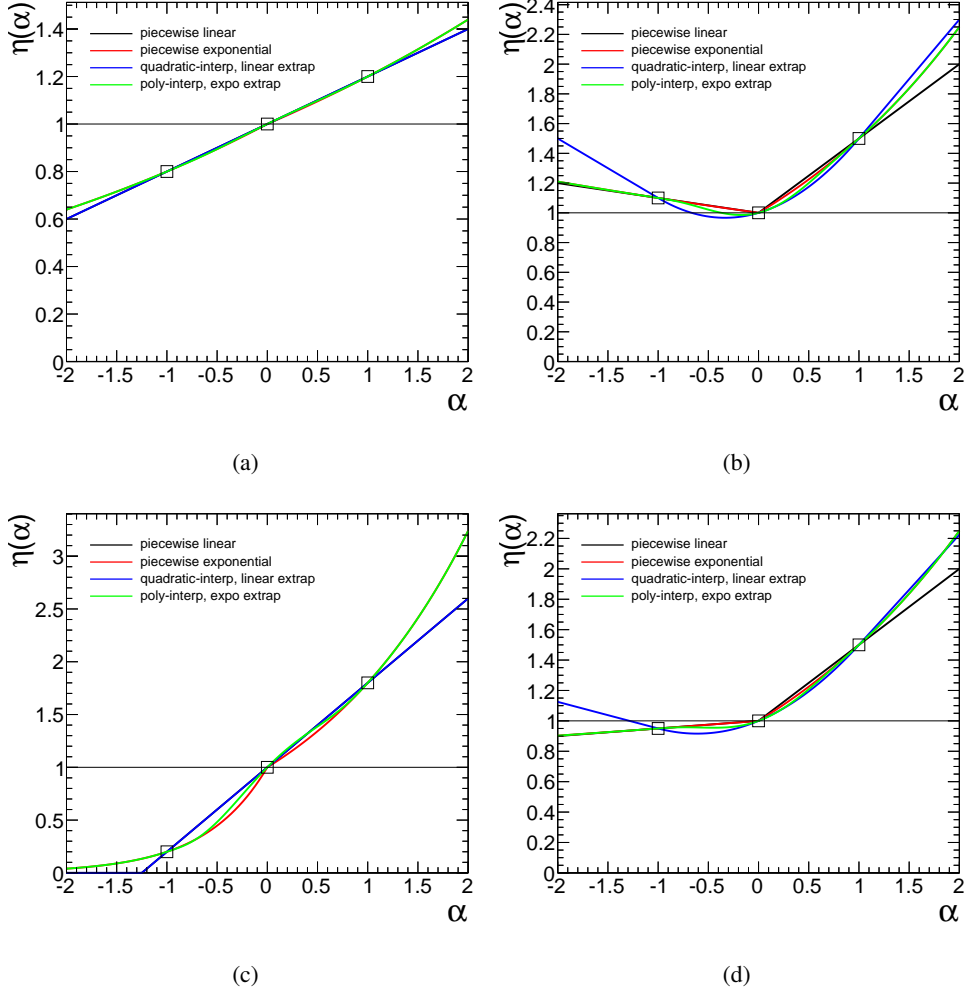 η(α)
1.4
1.2
1
0.8
0.6
0.4
0.2
0
piecewise linear
piecewise exponential
quadratic-interp, linear extrap
poly-interp, expo extrap
-2 -1.5 -1 -0.5 0 0.5 1 1.5 2
α
(a)
η(α)
2.4
2.2
2
1.8
1.6
1.4
1.2
1
0.8
0.6
0.4
0.2
0
piecewise linear
piecewise exponential
quadratic-interp, linear extrap
poly-interp, expo extrap
-2 -1.5 -1 -0.5 0 0.5 1 1.5 2
α
(b)
η(α)
3
2.5
2
1.5
1
0.5
0
piecewise linear
piecewise exponential
quadratic-interp, linear extrap
poly-interp, expo extrap
-2 -1.5 -1 -0.5 0 0.5 1 1.5 2
α
(c)
η(α)
2.2
2
1.8
1.6
1.4
1.2
1
0.8
0.6
0.4
0.2
0
piecewise linear
piecewise exponential
quadratic-interp, linear extrap
poly-interp, expo extrap
-2 -1.5 -1 -0.5 0 0.5 1 1.5 2
α
(d)